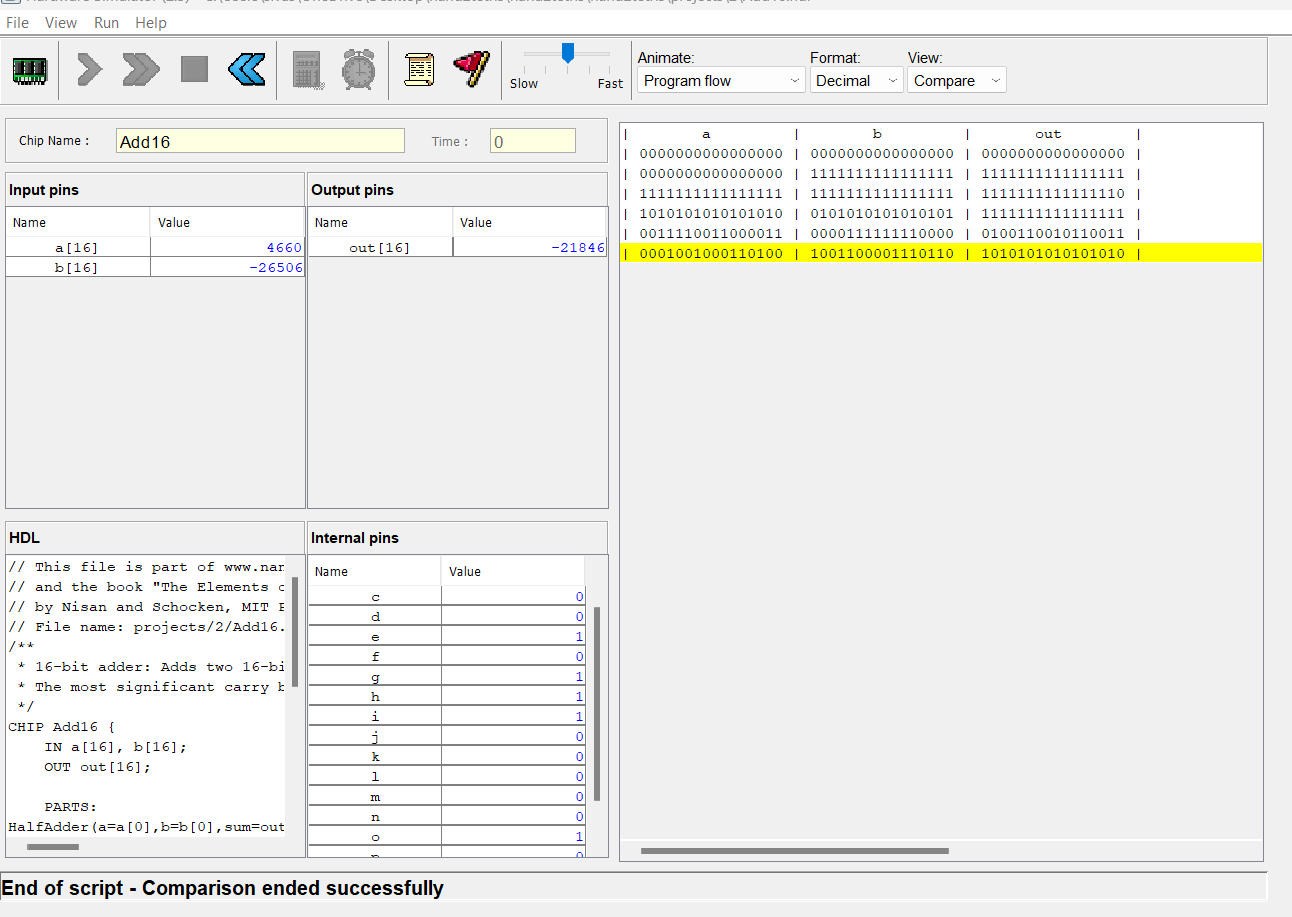 File View Run Help
Slow
Fast
Animate:
Program flow
Format:
Decimal
View:
Compare
Chip Name :
Add16
Time :
0
Input pins
Name Value
a[16] 4660
b[16] -26506
Output pins
Name Value
out[16] -21846
HDL
// This file is part of www.nan
// and the book "The Elements
// by Nisan and Schocken, MIT
// File name: projects/2/Add16.
/**
* 16-bit adder: Adds two 16-bi
* The most significant carry
*/
CHIP Add16 {
IN a[16], b[16];
OUT out[16];
PARTS:
HalfAdder(a=a[0],b=b[0],sum=out
Internal pins
Name Value
c 0
d 0
e 1
f 0
g 1
h 1
i 1
j 0
k 0
l 0
m 0
n 0
o 1
| a | b | out |
| 0000000000000000 | 0000000000000000 | 0000000000000000 |
| 0000000000000000 | 1111111111111111 | 1111111111111111 |
| 1111111111111111 | 1111111111111111 | 1111111111111110 |
| 1010101010101010 | 0101010101010101 | 1111111111111111 |
| 0011110011000011 | 0000111111110000 | 0100110010110011 |
| 0001001000110100 | 1001100001110110 | 1010101010101010 |
End of script - Comparison ended successfully